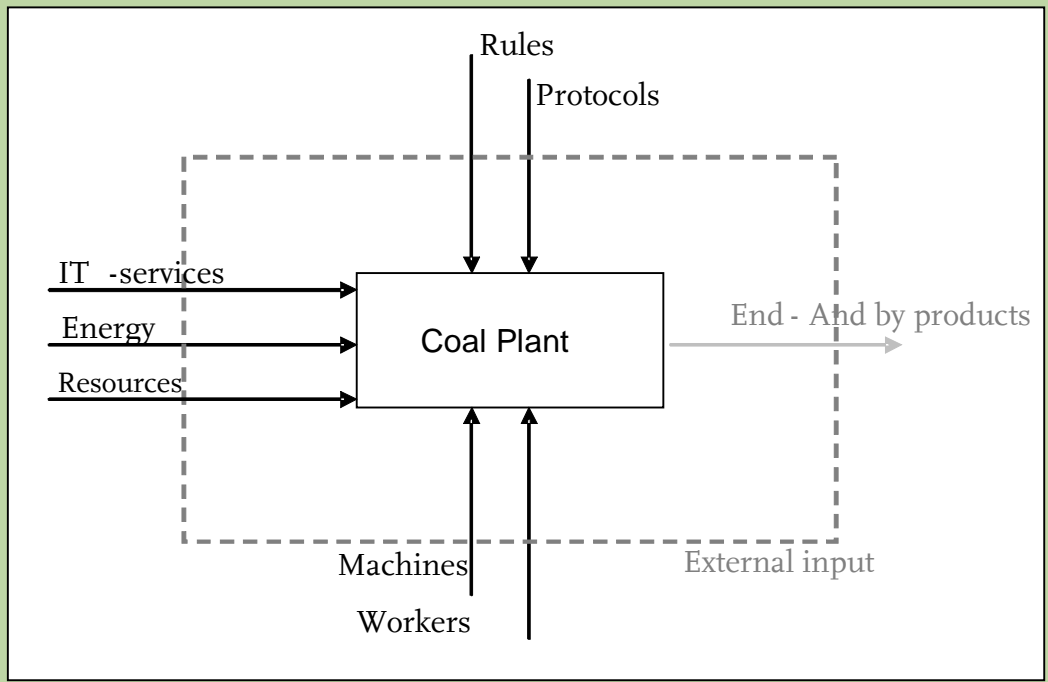 Rules
Protocols
IT -services
Energy
Resources
Coal Plant
End - And by products
Machines
External input
Workers